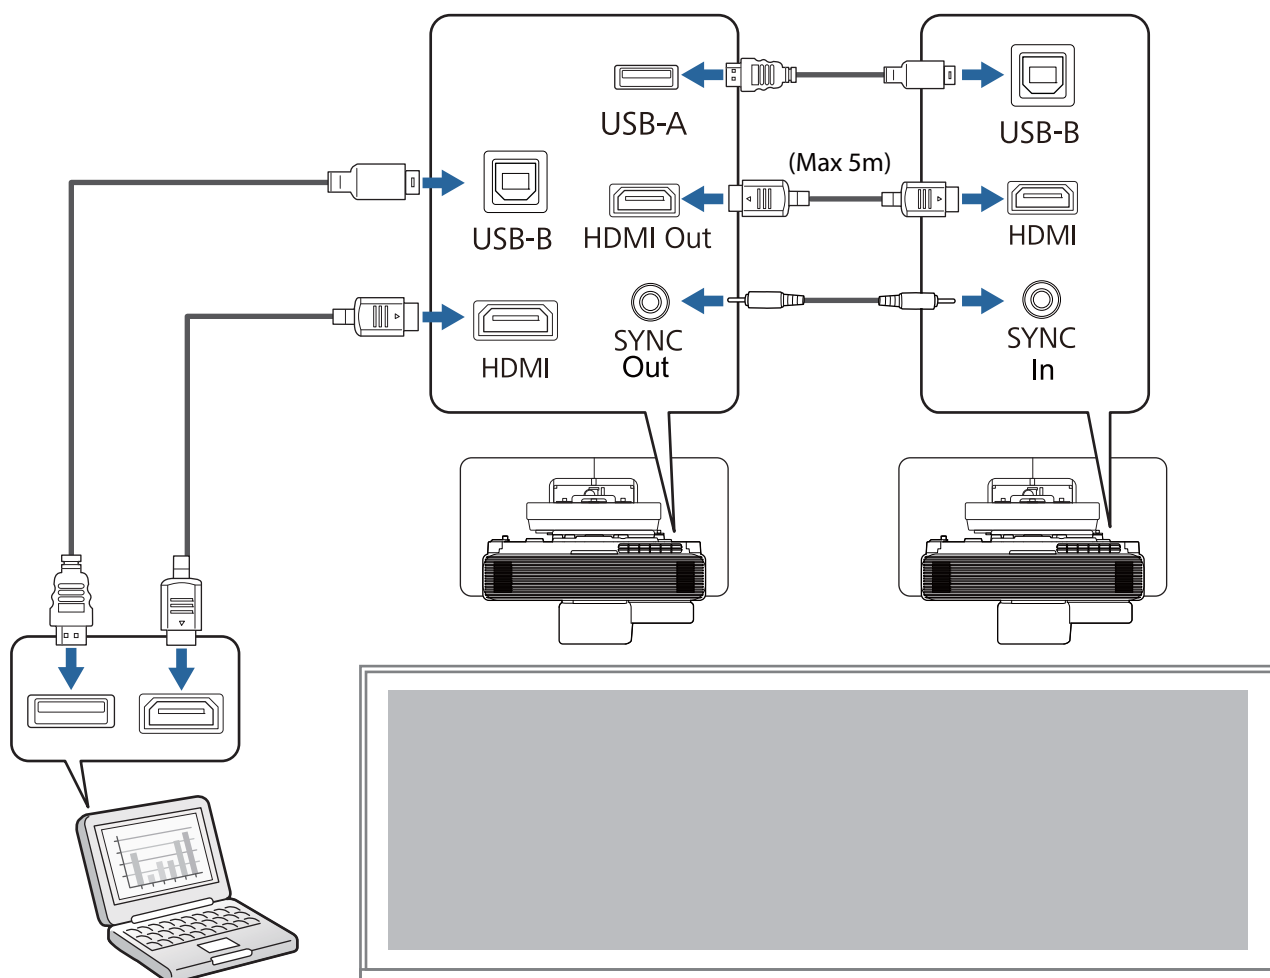 USB-A
USB-B
(Max 5m)
USB-B
HDMI Out
HDMI
SYNC
Out
SYNC
In
HDMI